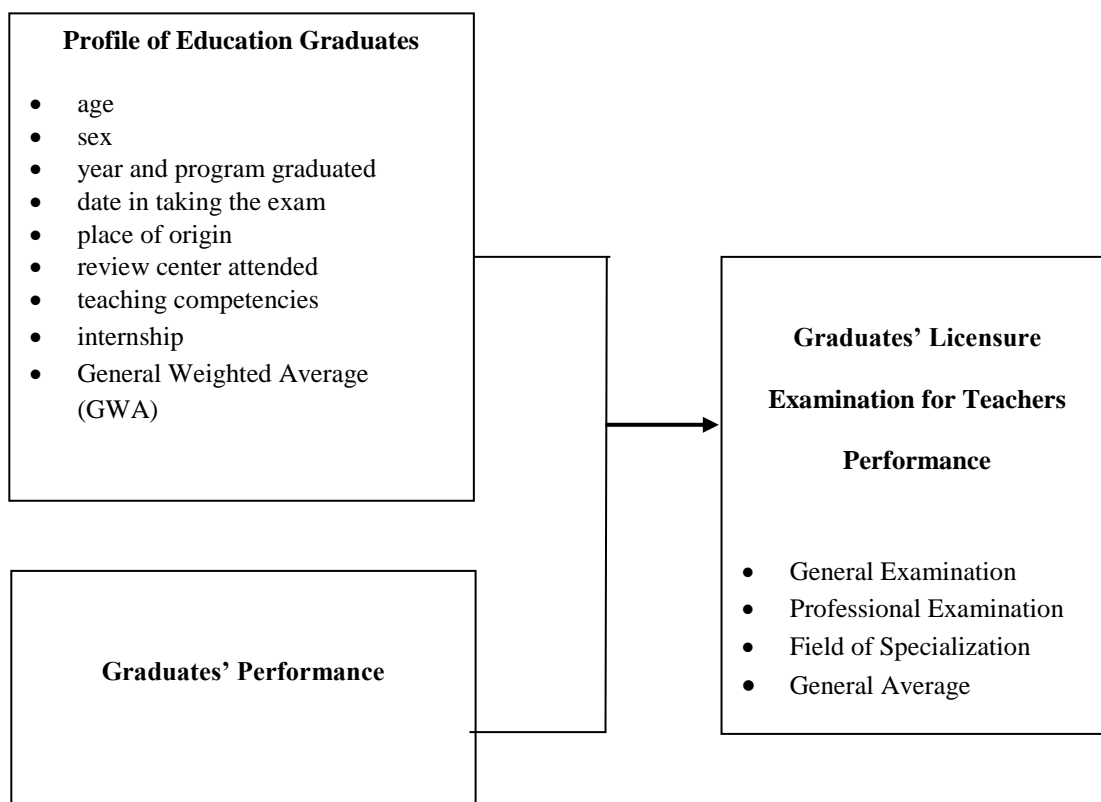 Profile of Education Graduates
• age
• sex
• year and program graduated
• date in taking the exam
• place of origin
• review center attended
• teaching competencies
• internship
• General Weighted Average
(GWA)
Graduates’ Performance
Graduates’ Licensure
Examination for Teachers
Performance
• General Examination
• Professional Examination
• Field of Specialization
• General Average